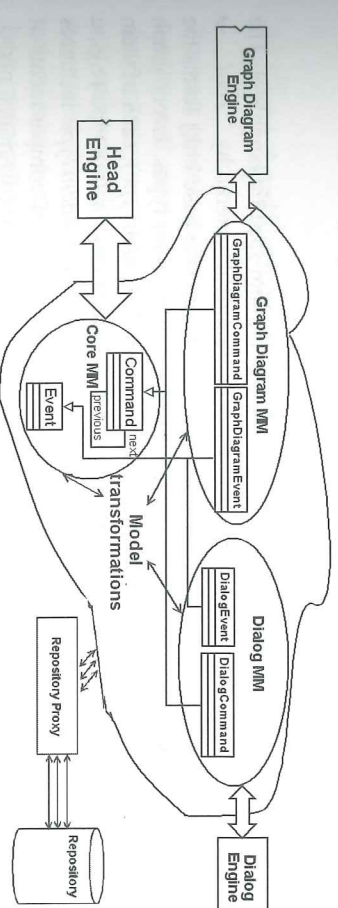 Graph Diagram
Engine
Graph Diagram MM
GraphDiagramCommand
GraphDiagramEvent
Dialog MM
DialogEvent
DialogCommand
Dialog
Engine
Head
Engine
Core MM
Command
previous
next
Event
Model
transformations
Repository Proxy
Repository